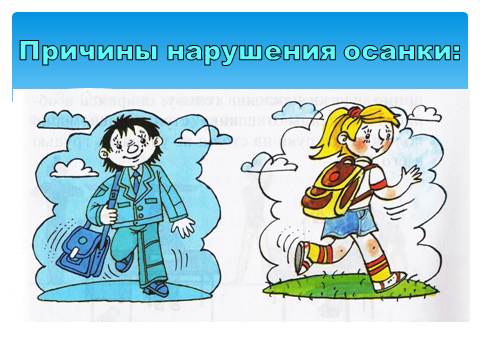 Причины нарушения осанки: